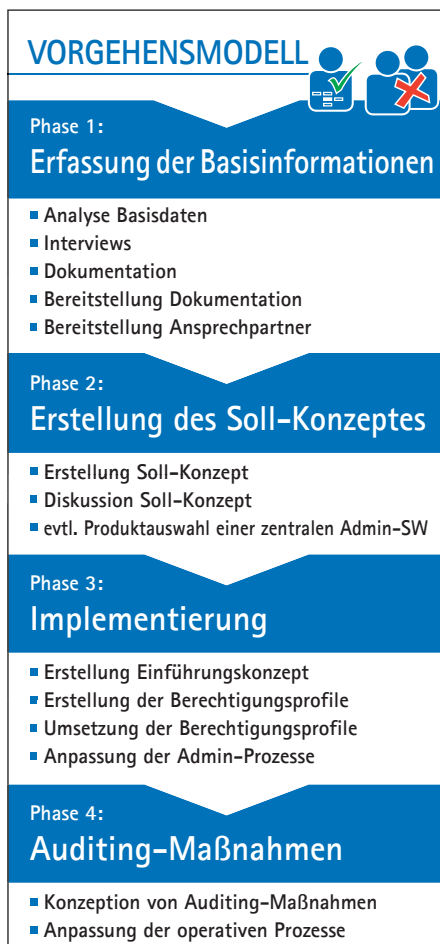 VORGEHENSMODELL
Phase 1:
Erfassung der Basisinformationen
Analyse Basisdaten
Interviews
Dokumentation
Bereitstellung Dokumentation
Bereitstellung Ansprechpartner
Phase 2:
Erstellung des Soll-Konzeptes
Erstellung Soll-Konzept
Diskussion Soll-Konzept
evtl. Produktauswahl einer zentralen Admin-SW
Phase 3:
Implementierung
Erstellung Einführungskonzept
Erstellung der Berechtigungsprofile
Umsetzung der Berechtigungsprofile
Anpassung der Admin-Prozesse
Phase 4:
Auditing-Maßnahmen
Konzeption von Auditing-Maßnahmen
Anpassung der operativen Prozesse